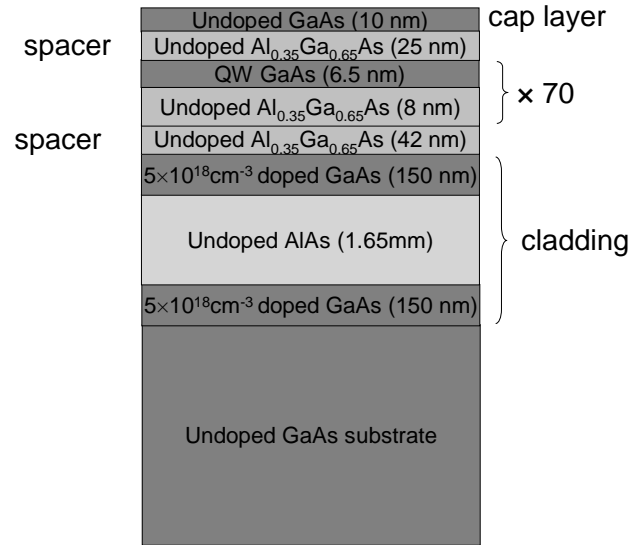 Undoped GaAs (10 nm) cap layer
spacer Undoped Al₀.₃₅Ga₀.₆₅As (25 nm)
QW GaAs (6.5 nm)
× 70
Undoped Al₀.₃₅Ga₀.₆₅As (8 nm)
spacer Undoped Al₀.₃₅Ga₀.₆₅As (42 nm)
5×10¹⁸cm⁻³ doped GaAs (150 nm)
Undoped AlAs (1.65mm) cladding
5×10¹⁸cm⁻³ doped GaAs (150 nm)
Undoped GaAs substrate